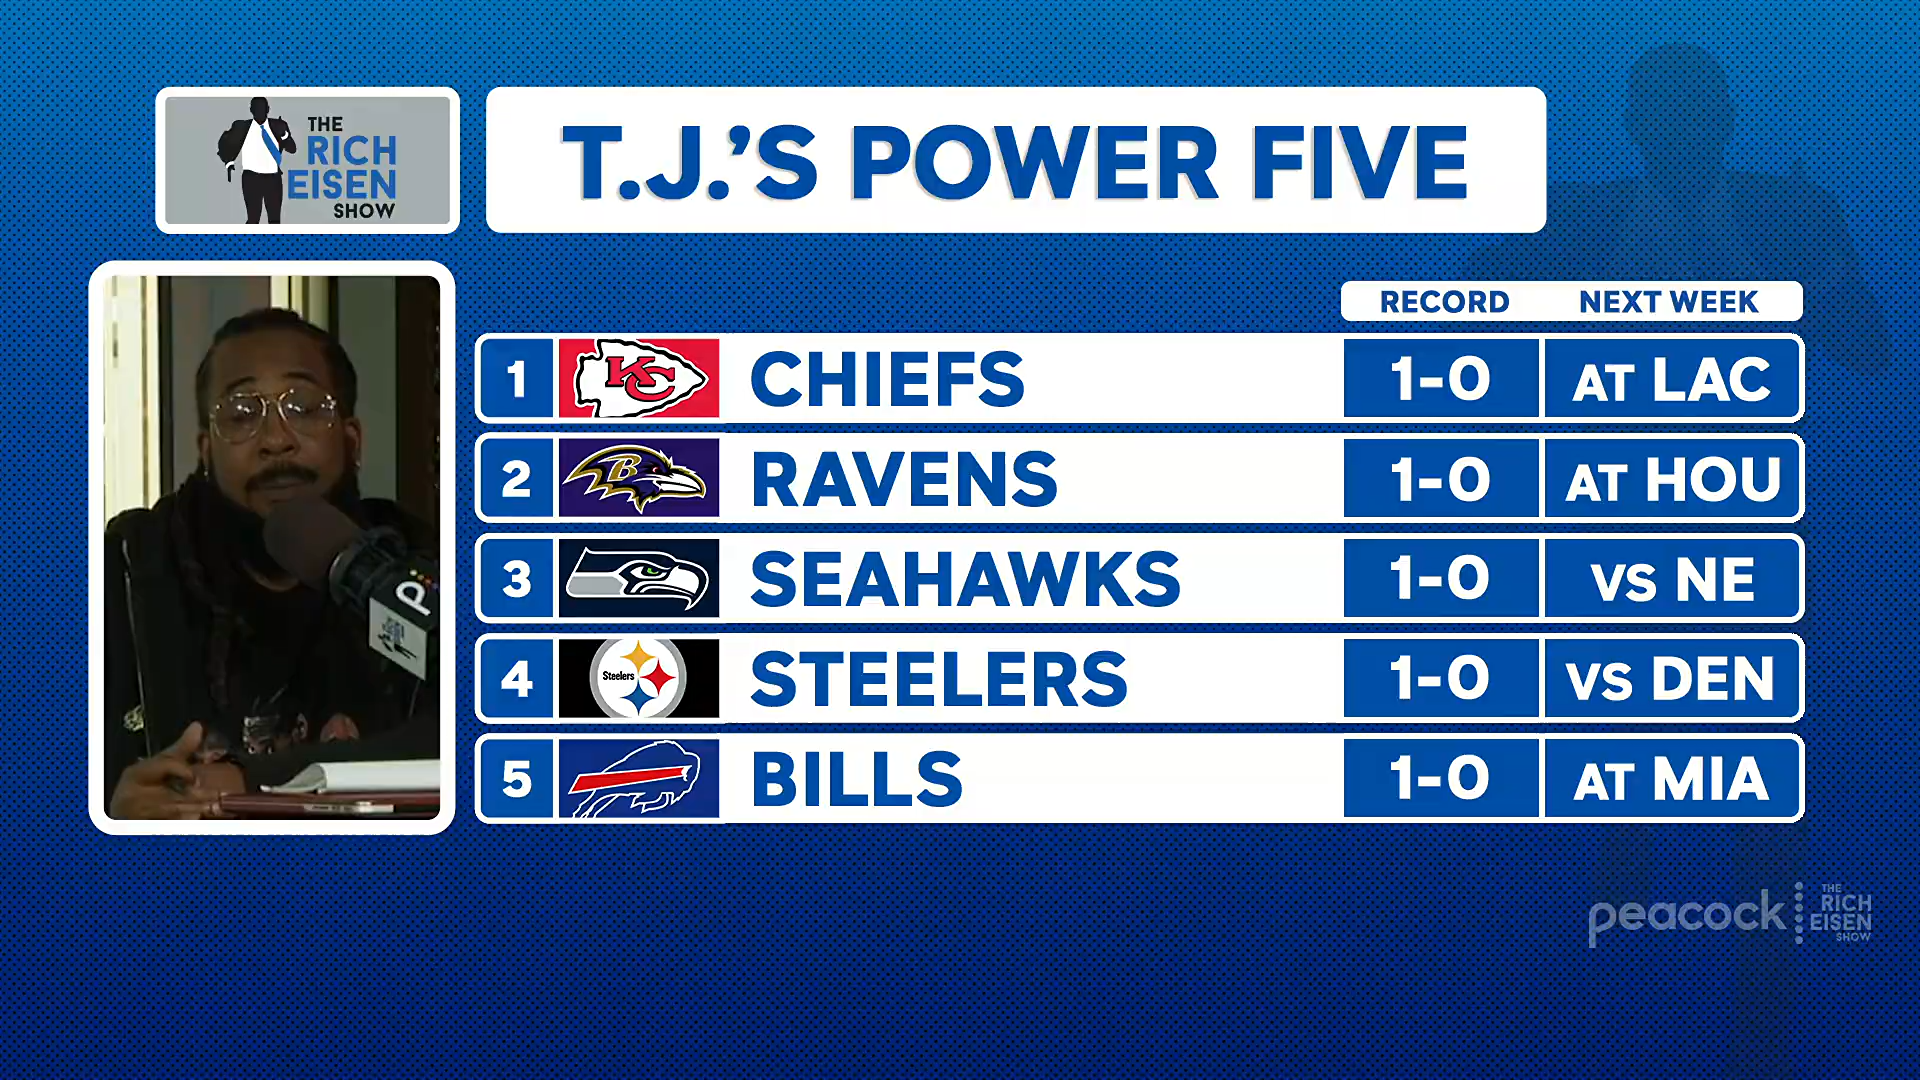 THE
RICH
EISEN
SHOW
T.J.'S POWER FIVE
RECORD NEXT WEEK
1 KC CHIEFS 1-0 AT LAC
2 B RAVENS 1-0 AT HOU
3 SEAHAWKS 1-0 VS NE
4 Steelers STEELERS 1-0 VS DEN
5 BILLS 1-0 AT MIA
P
peacock
THE
RICH
EISEN
SHOW